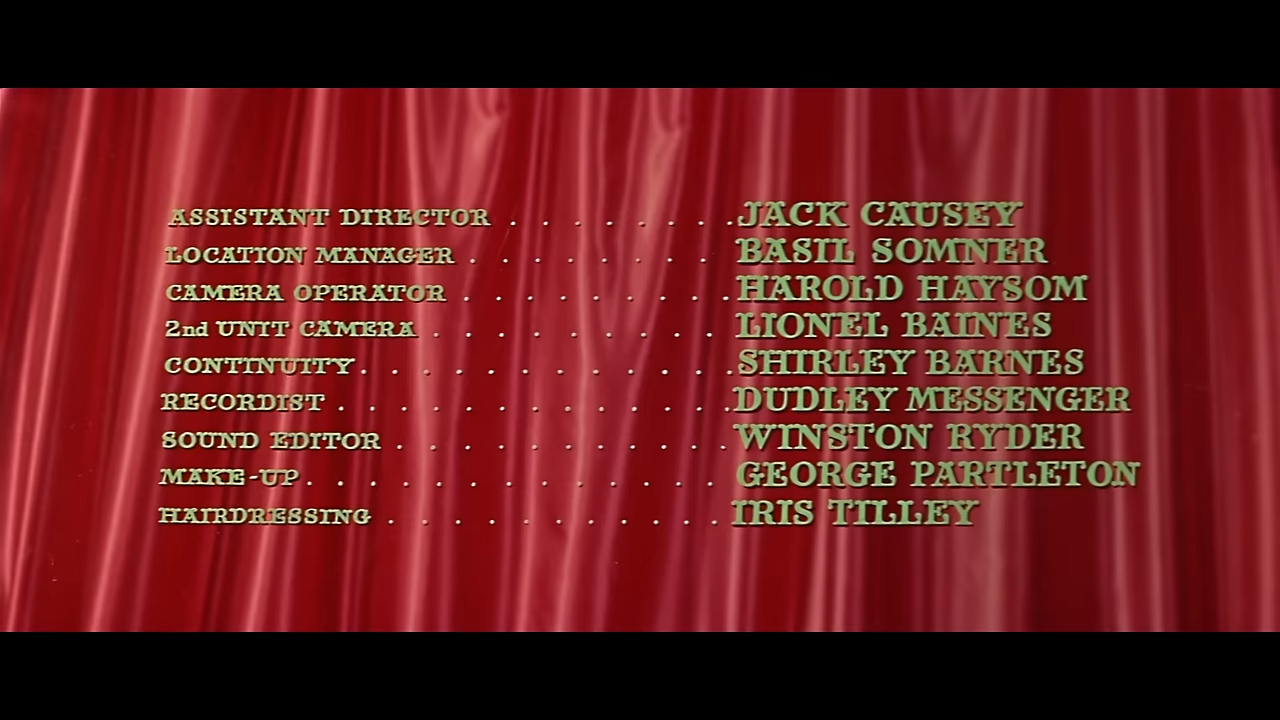 ASSISTANT DIRECTOR . . . . . . . JACK CAUSEY
LOCATION MANAGER . . . . . . . . BASIL SOMNER
CAMERA OPERATOR . . . . . . . . . HAROLD HAYSOM
2nd UNIT CAMERA . . . . . . . . . LIONEL BAINES
CONTINUITY . . . . . . . . . . . . SHIRLEY BARNES
RECORDIST . . . . . . . . . . . . . DUDLEY MESSENGER
SOUND EDITOR . . . . . . . . . . . WINSTON RYDER
MAKE-UP . . . . . . . . . . . . . GEORGE PARTLETON
HAIRDRESSING . . . . . . . . . . . IRIS TILLEY